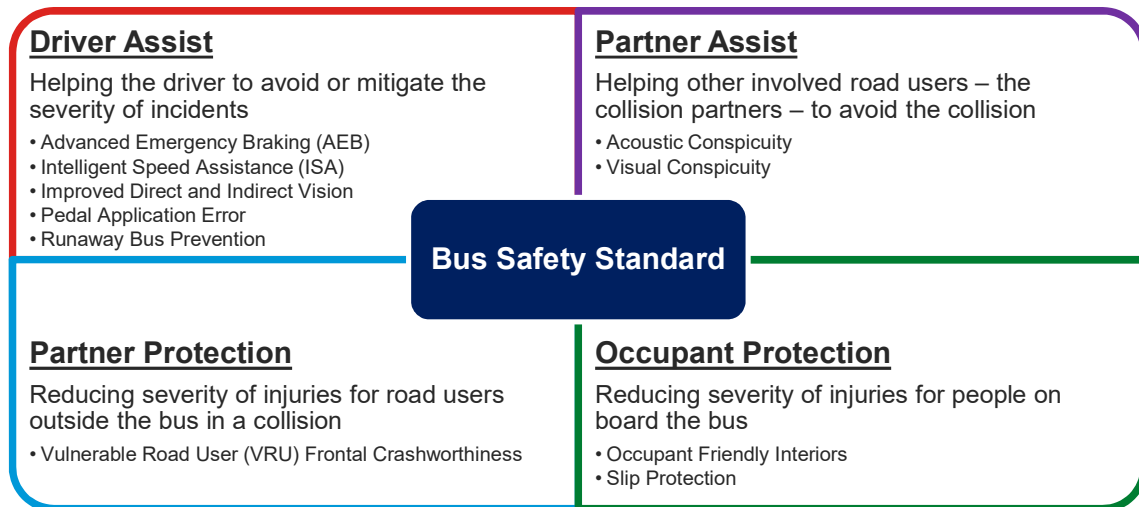 Driver Assist
Helping the driver to avoid or mitigate the
severity of incidents
• Advanced Emergency Braking (AEB)
• Intelligent Speed Assistance (ISA)
• Improved Direct and Indirect Vision
• Pedal Application Error
• Runaway Bus Prevention
Partner Assist
Helping other involved road users – the
collision partners – to avoid the collision
• Acoustic Conspicuity
• Visual Conspicuity
Bus Safety Standard
Partner Protection
Reducing severity of injuries for road users
outside the bus in a collision
• Vulnerable Road User (VRU) Frontal Crashworthiness
Occupant Protection
Reducing severity of injuries for people on
board the bus
• Occupant Friendly Interiors
• Slip Protection